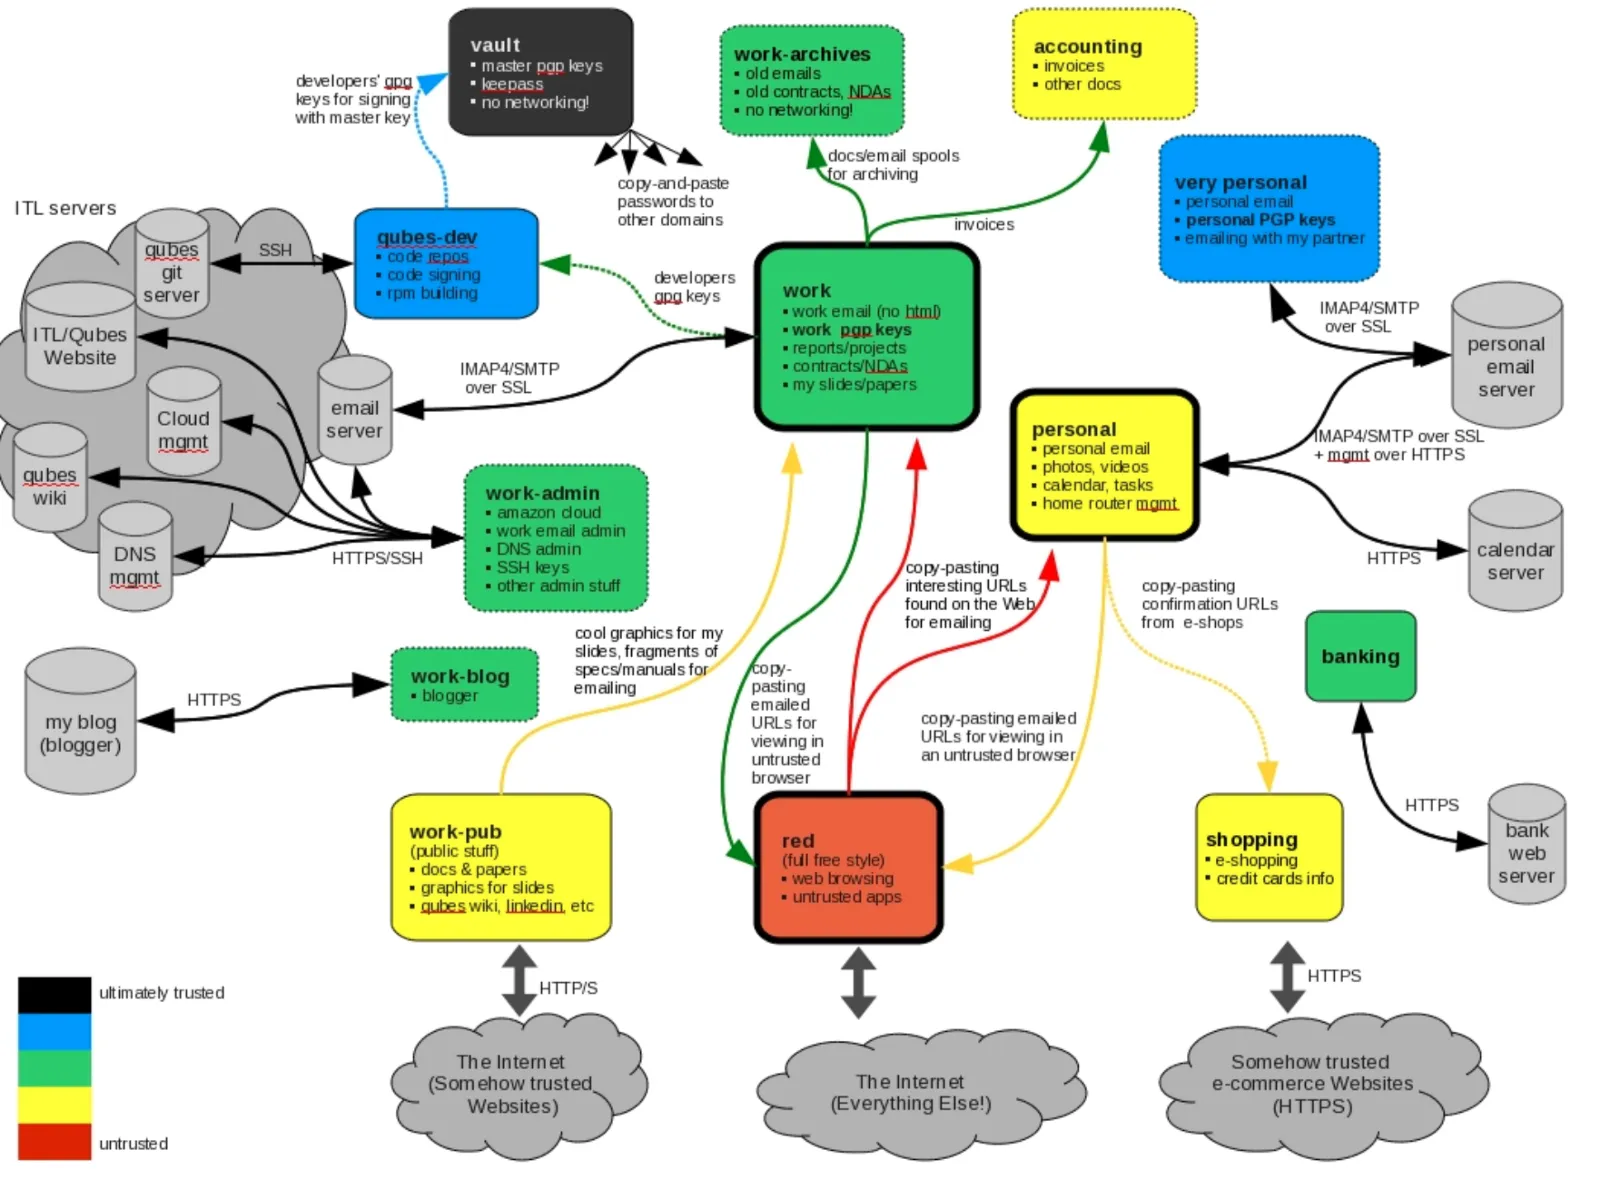 vault
▪ master pgp keys
▪ keepass
▪ no networking!
developers' gpg
keys for signing
with master key
copy-and-paste
passwords to
other domains
work-archives
▪ old emails
▪ old contracts, NDAs
▪ no networking!
accounting
▪ invoices
▪ other docs
docs/email spools
for archiving
invoices
very personal
▪ personal email
▪ personal PGP keys
▪ emailing with my partner
ITL servers
qubes
git
server
SSH
qubes-dev
▪ code repos
▪ code signing
▪ rpm building
developers
gpg keys
work
▪ work email (no html)
▪ work pgp keys
▪ reports/projects
▪ contracts/NDAs
▪ my slides/papers
ITL/Qubes
Website
Cloud
mgmt
email
server
IMAP4/SMTP
over SSL
qubes
wiki
DNS
mgmt
HTTPS/SSH
work-admin
▪ amazon cloud
▪ work email admin
▪ DNS admin
▪ SSH keys
▪ other admin stuff
IMAP4/SMTP
over SSL
personal
email
server
personal
▪ personal email
▪ photos, videos
▪ calendar, tasks
▪ home router mgmt
IMAP4/SMTP over SSL
+ mgmt over HTTPS
HTTPS
calendar
server
copy-pasting
interesting URLs
found on the Web
for emailing
copy-pasting
confirmation URLs
from e-shops
cool graphics for my
slides, fragments of
specs/manuals for
emailing
copy-
pasting
emailed
URLs for
viewing in
untrusted
browser
copy-pasting emailed
URLs for viewing in
an untrusted browser
banking
HTTPS
bank
web
server
my blog
(blogger)
HTTPS
work-blog
▪ blogger
work-pub
(public stuff)
▪ docs & papers
▪ graphics for slides
▪ qubes wiki, linkedin, etc
red
(full free style)
▪ web browsing
▪ untrusted apps
shopping
▪ e-shopping
▪ credit cards info
HTTP/S
HTTPS
The Internet
(Somehow trusted
Websites)
The Internet
(Everything Else!)
Somehow trusted
e-commerce Websites
(HTTPS)
ultimately trusted
untrusted